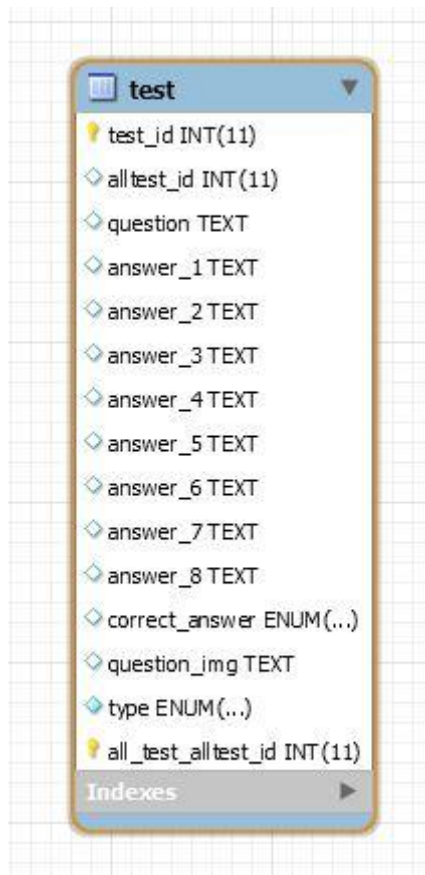 test
test_id INT(11)
alltest_id INT(11)
question TEXT
answer_1 TEXT
answer_2 TEXT
answer_3 TEXT
answer_4 TEXT
answer_5 TEXT
answer_6 TEXT
answer_7 TEXT
answer_8 TEXT
correct_answer ENUM(...)
question_img TEXT
type ENUM(...)
all_test_alltest_id INT(11)
Indexes